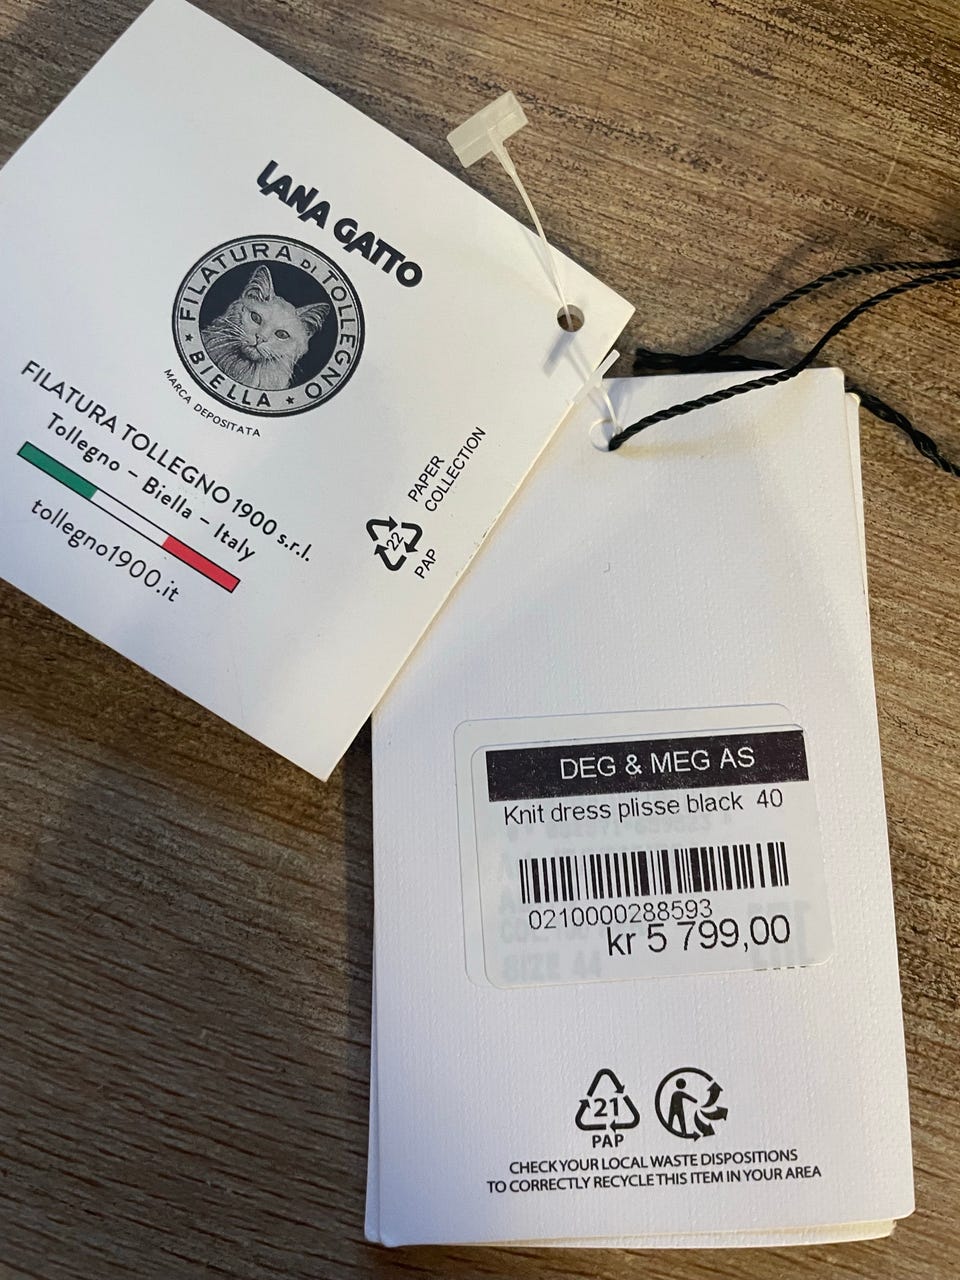 LANA GATTO
FILATURA DI TOLLEGNO
★ BIELLA ★
MARCA DEPOSITATA
FILATURA TOLLEGNO 1900 s.r.l.
Tollegno – Biella – Italy
tollegno1900.it
PAPER
COLLECTION
22
PAP
DEG & MEG AS
Knit dress plisse black 40
0210000288593
kr 5 799,00
SIZE 44
21
PAP
CHECK YOUR LOCAL WASTE DISPOSITIONS
TO CORRECTLY RECYCLE THIS ITEM IN YOUR AREA